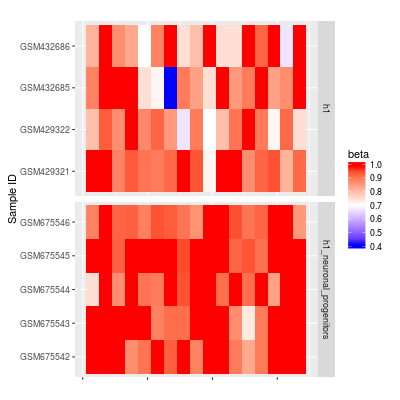 GSM432686
GSM432685
GSM429322
GSM429321
h1
GSM675546
GSM675545
GSM675544
GSM675543
GSM675542
h1_neuronal_progenitors
Sample ID
beta
1.0
0.9
0.8
0.7
0.6
0.5
0.4